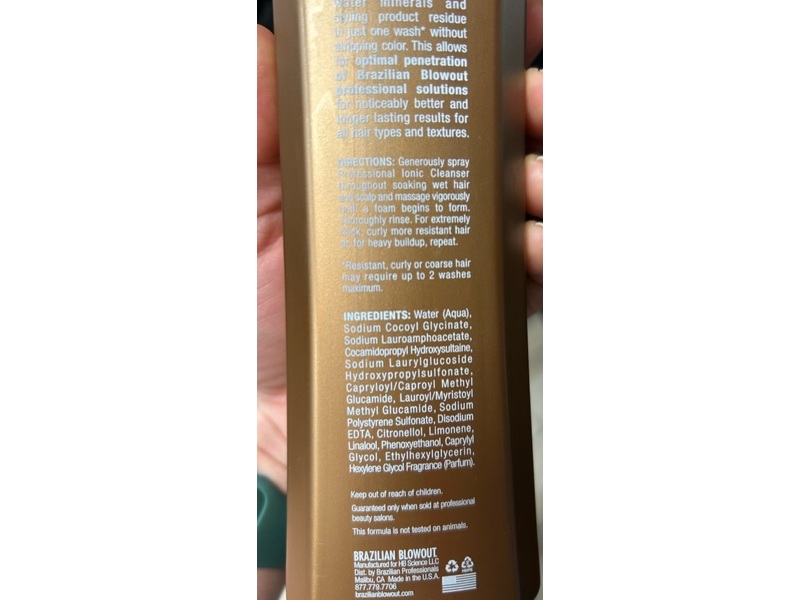 water minerals and
styling product residue
in just one wash* without
stripping color. This allows
for optimal penetration
of Brazilian Blowout
professional solutions
for noticeably better and
longer lasting results for
all hair types and textures.
DIRECTIONS: Generously spray
Professional Ionic Cleanser
throughout soaking wet hair
and scalp and massage vigorously
until a foam begins to form.
Thoroughly rinse. For extremely
thick, curly more resistant hair
or for heavy buildup, repeat.
*Resistant, curly or coarse hair
may require up to 2 washes
maximum.
INGREDIENTS: Water (Aqua),
Sodium Cocoyl Glycinate,
Sodium Lauroamphoacetate,
Cocamidopropyl Hydroxysultaine,
Sodium Laurylglucoside
Hydroxypropylsulfonate,
Capryloyl/Caproyl Methyl
Glucamide, Lauroyl/Myristoyl
Methyl Glucamide, Sodium
Polystyrene Sulfonate, Disodium
EDTA, Citronellol, Limonene,
Linalool, Phenoxyethanol, Caprylyl
Glycol, Ethylhexylglycerin,
Hexylene Glycol Fragrance (Parfum).
Keep out of reach of children.
Guaranteed only when sold at professional
beauty salons.
This formula is not tested on animals.
BRAZILIAN BLOWOUT
Manufactured for HB Science LLC
Dist. by Brazilian Professionals
Malibu, CA Made in the U.S.A.
877.779.7706
brazilianblowout.com